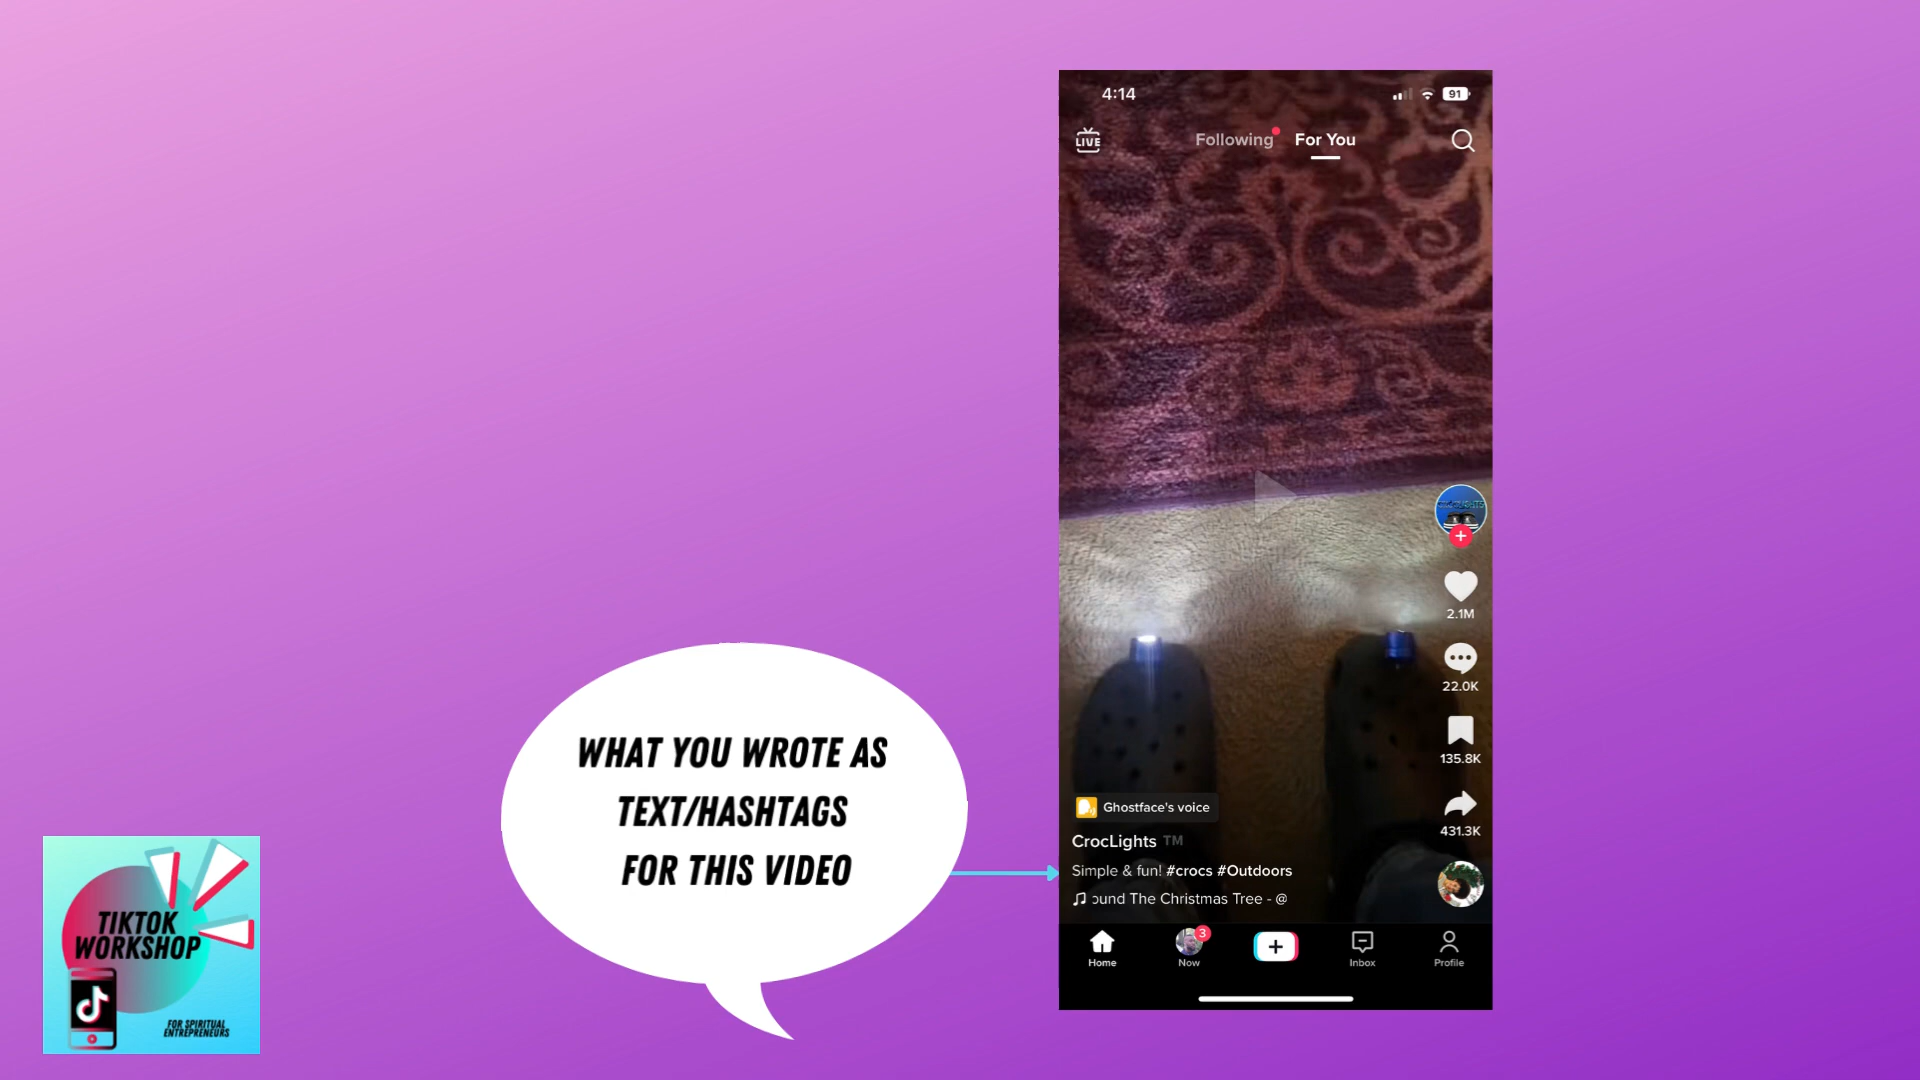 4:14
91
LIVE
Following
For You
2.1M
22.0K
135.8K
431.3K
Ghostface's voice
CrocLights TM
Simple & fun! #crocs #Outdoors
ound The Christmas Tree - @
Home
3
Now
Inbox
Profile
WHAT YOU WROTE AS
TEXT/HASHTAGS
FOR THIS VIDEO
TIKTOK
WORKSHOP
FOR SPIRITUAL
ENTREPRENEURS